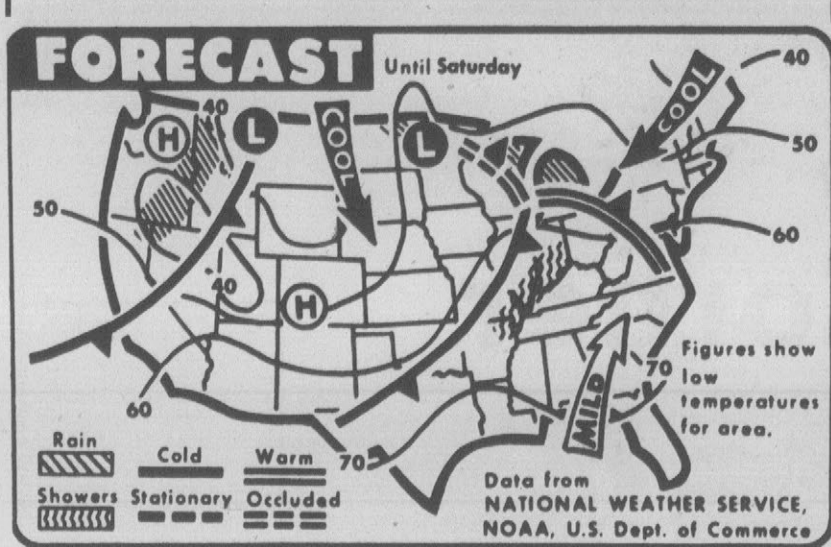 FORECAST
Until Saturday
40
H
L
COOL
L
COOL
40
50
50
60
40
H
60
70
70
MILD
Figures show
low
temperatures
for area.
Rain
Cold
Warm
Showers
Stationary
Occluded
Data from
NATIONAL WEATHER SERVICE,
NOAA, U.S. Dept. of Commerce